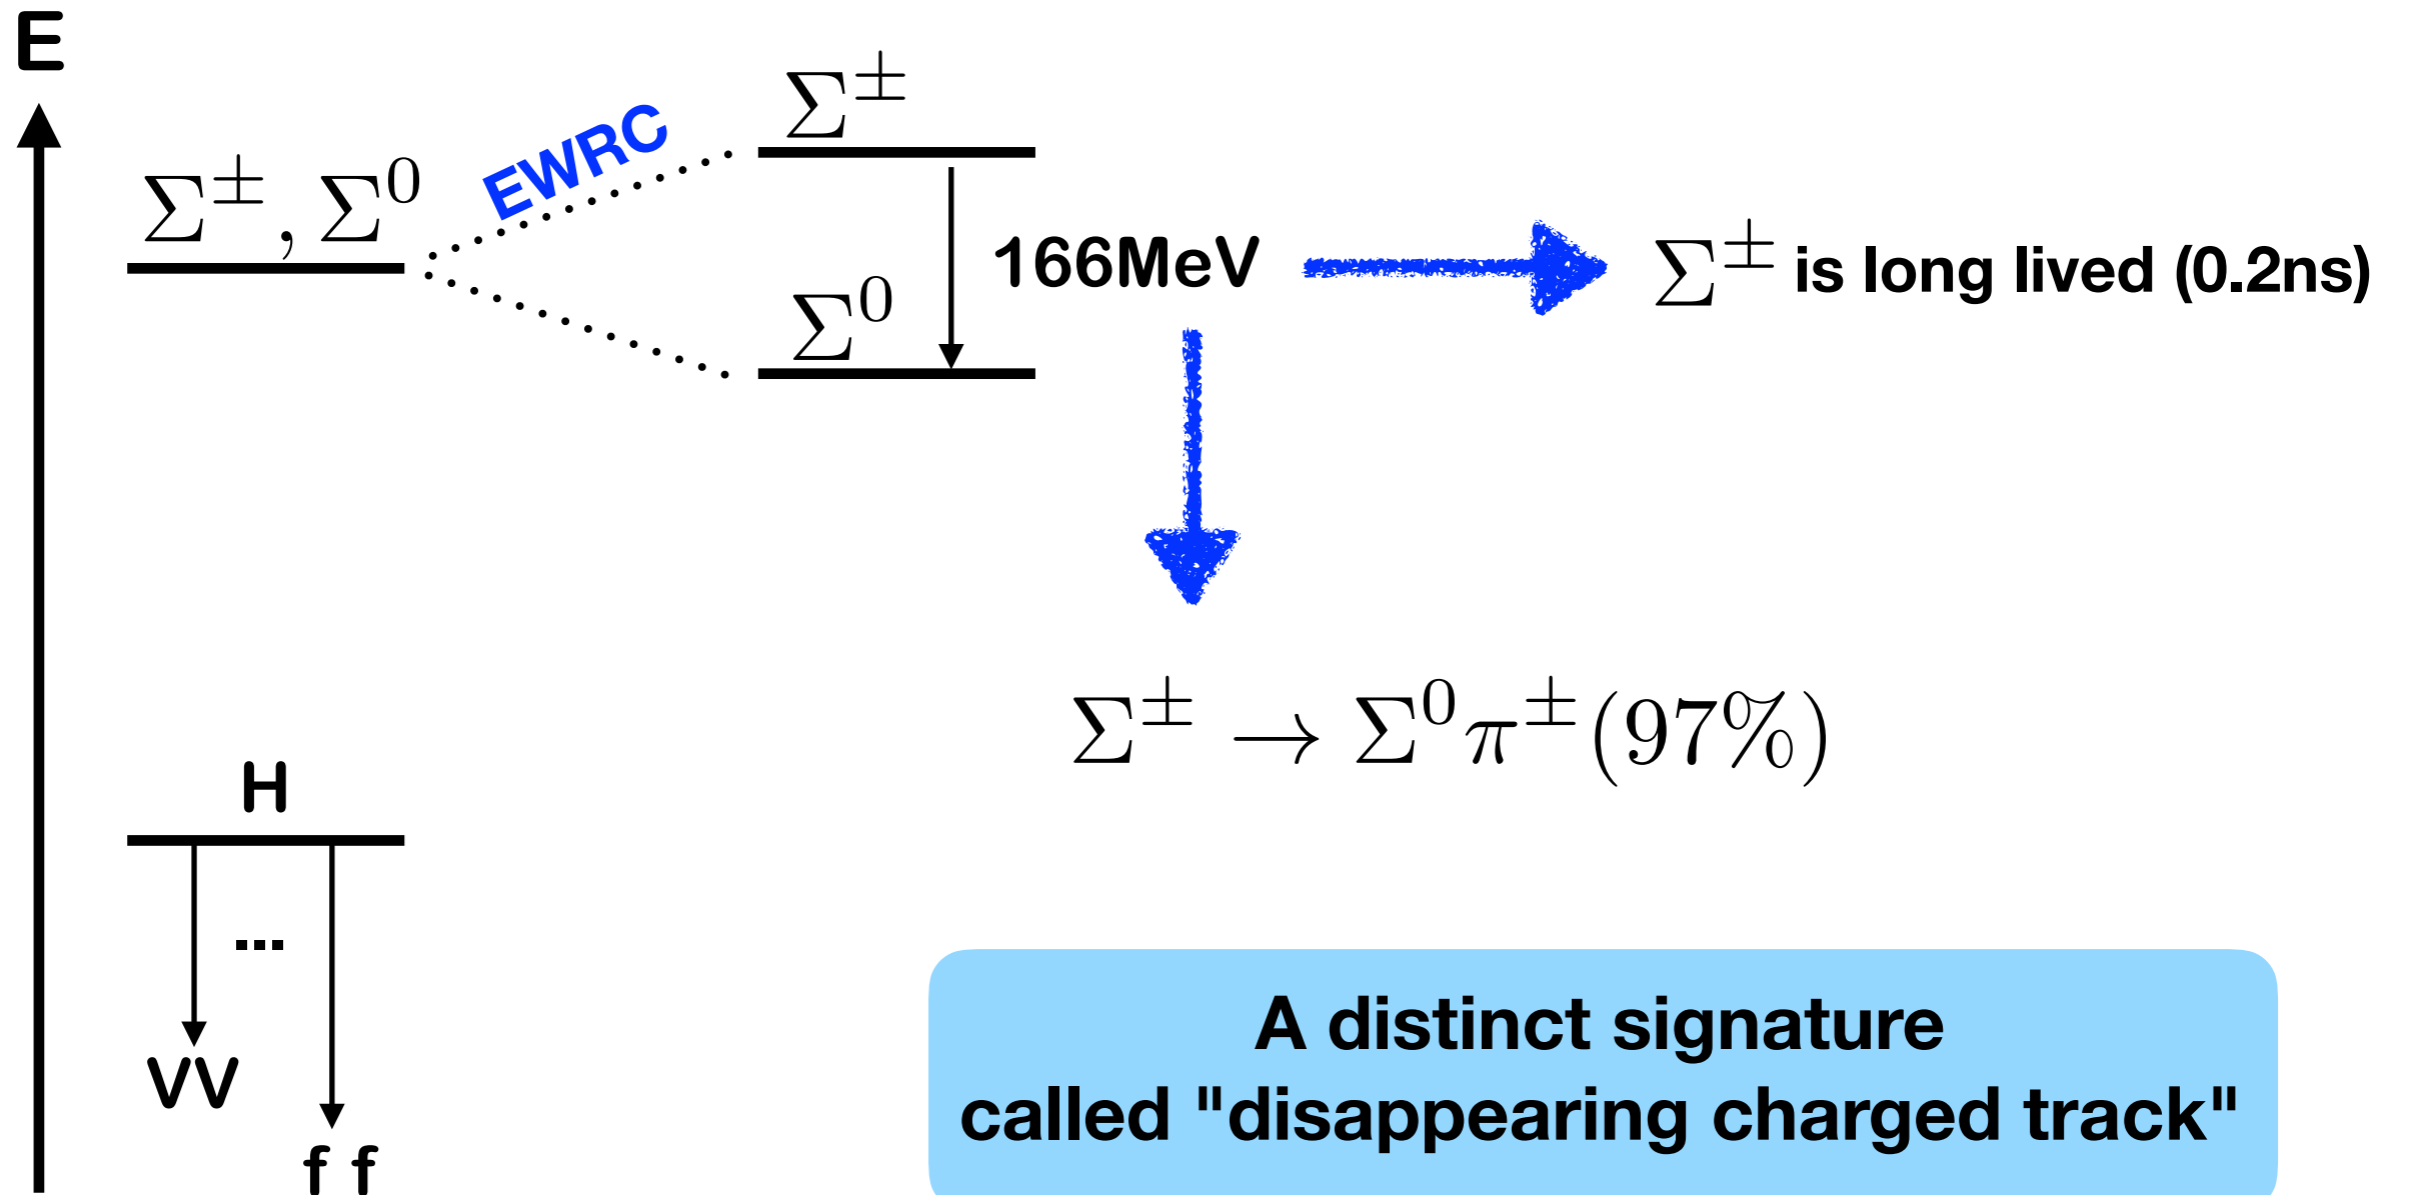 E
Σ±
EWRC
Σ±, Σ0
166MeV
Σ± is long lived (0.2ns)
Σ0
Σ± → Σ0π±(97%)
H
...
VV
f f
A distinct signature
called "disappearing charged track"